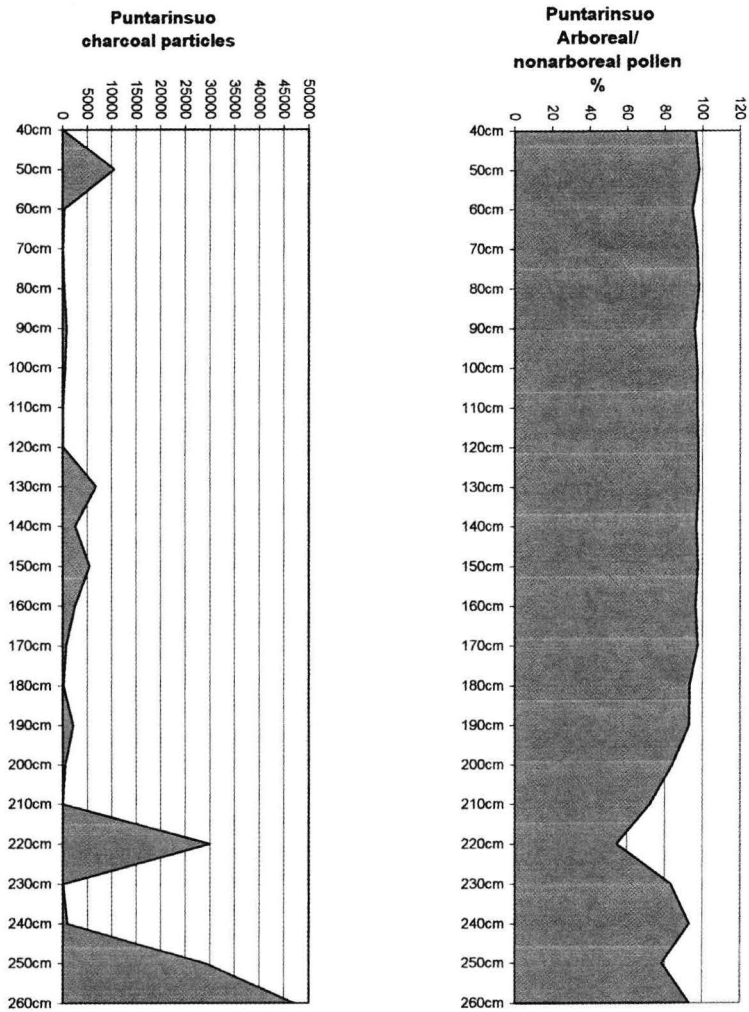 Puntarinsuo
charcoal particles
0
5000
10000
15000
20000
25000
30000
35000
40000
45000
50000
40cm
50cm
60cm
70cm
80cm
90cm
100cm
110cm
120cm
130cm
140cm
150cm
160cm
170cm
180cm
190cm
200cm
210cm
220cm
230cm
240cm
250cm
260cm
Puntarinsuo
Arboreal/
nonarboreal pollen
%
0
20
40
60
80
100
120
40cm
50cm
60cm
70cm
80cm
90cm
100cm
110cm
120cm
130cm
140cm
150cm
160cm
170cm
180cm
190cm
200cm
210cm
220cm
230cm
240cm
250cm
260cm